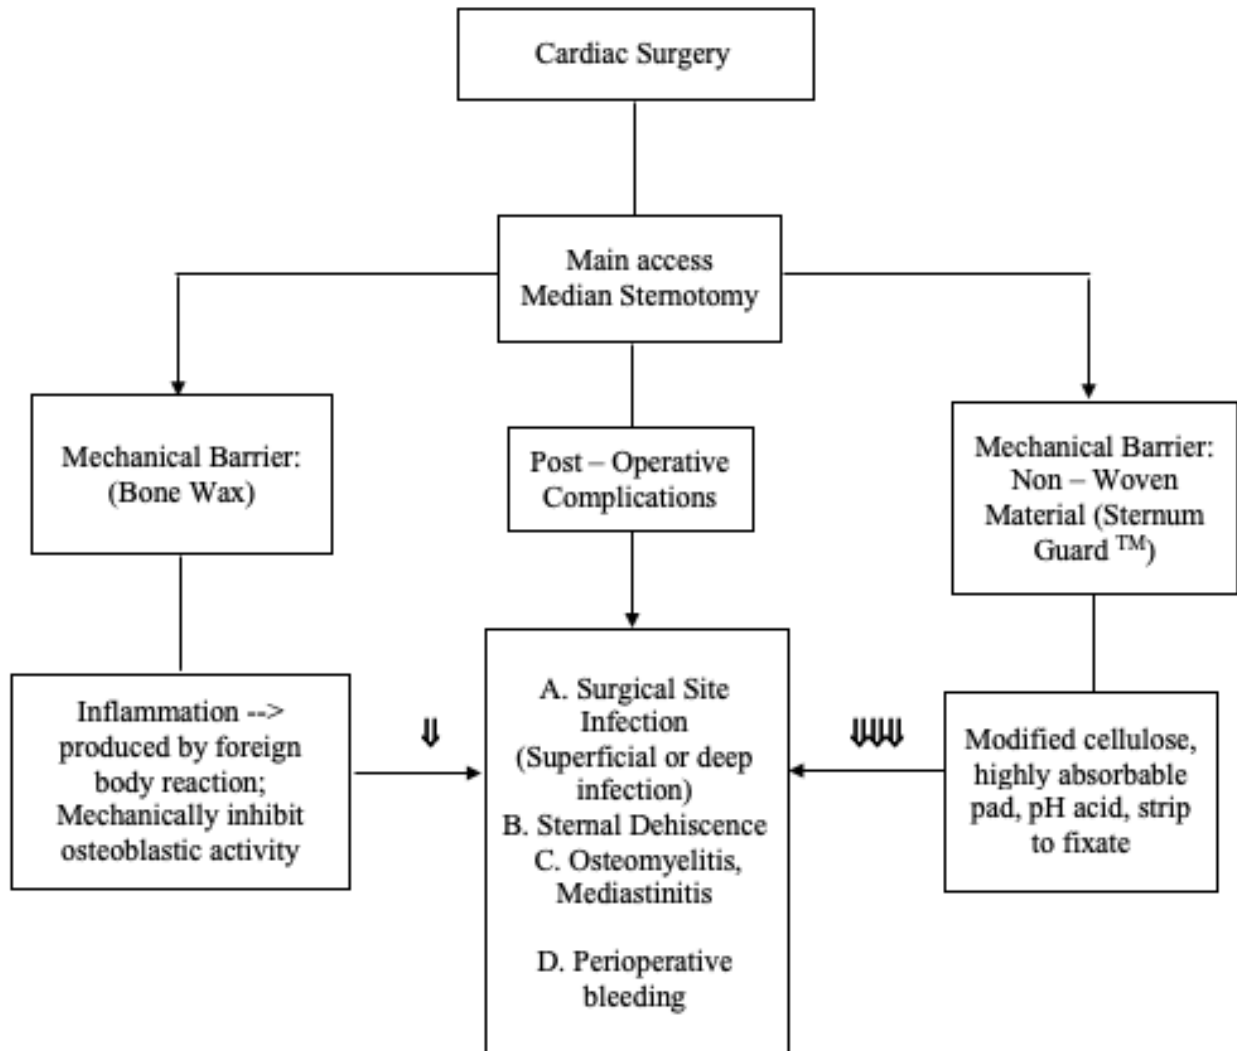 Cardiac Surgery
Main access
Median Sternotomy
Mechanical Barrier:
(Bone Wax)
Post – Operative
Complications
Mechanical Barrier:
Non – Woven
Material (Sternum
Guard TM)
Inflammation -->
produced by foreign
body reaction;
Mechanically inhibit
osteoblastic activity
⇓
A. Surgical Site
Infection
(Superficial or deep
infection)
B. Sternal Dehiscence
C. Osteomyelitis,
Mediastinitis
D. Perioperative
bleeding
⇓⇓⇓
Modified cellulose,
highly absorbable
pad, pH acid, strip
to fixate